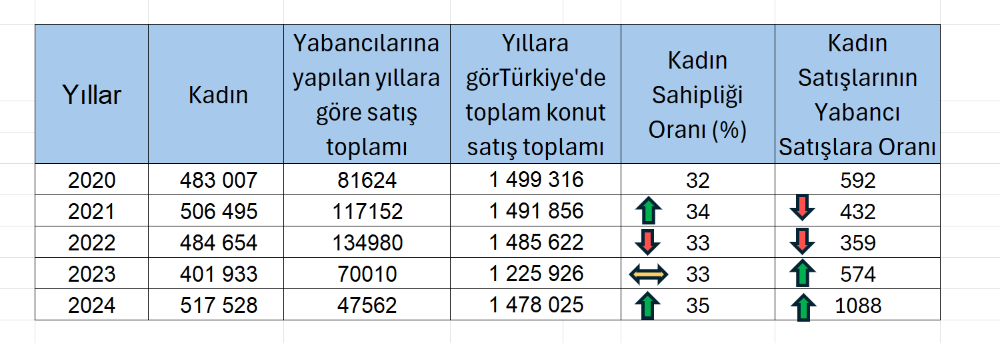 Yıllar
Kadın
Yabancılarına
yapılan yıllara
göre satış
toplamı
Yıllara
görTürkiye'de
toplam konut
satış toplamı
Kadın
Sahipliği
Oranı (%)
Kadın
Satışlarının
Yabancı
Satışlara Oranı
2020 483 007 81624 1 499 316 32 592
2021 506 495 117152 1 491 856 34 432
2022 484 654 134980 1 485 622 33 359
2023 401 933 70010 1 225 926 33 574
2024 517 528 47562 1 478 025 35 1088